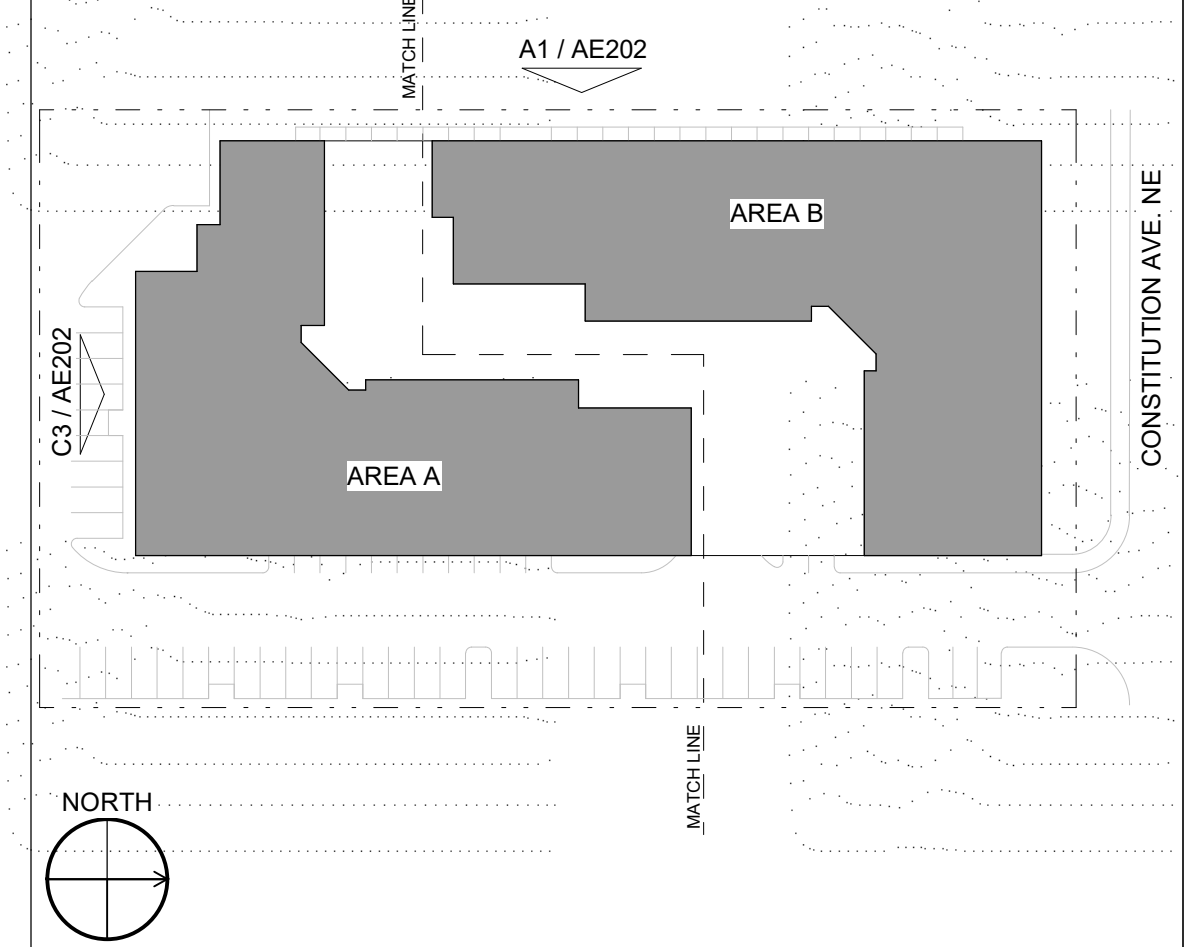 MATCH LINE
A1 / AE202
AREA B
CONSTITUTION AVE. NE
C3 / AE202
AREA A
MATCH LINE
NORTH